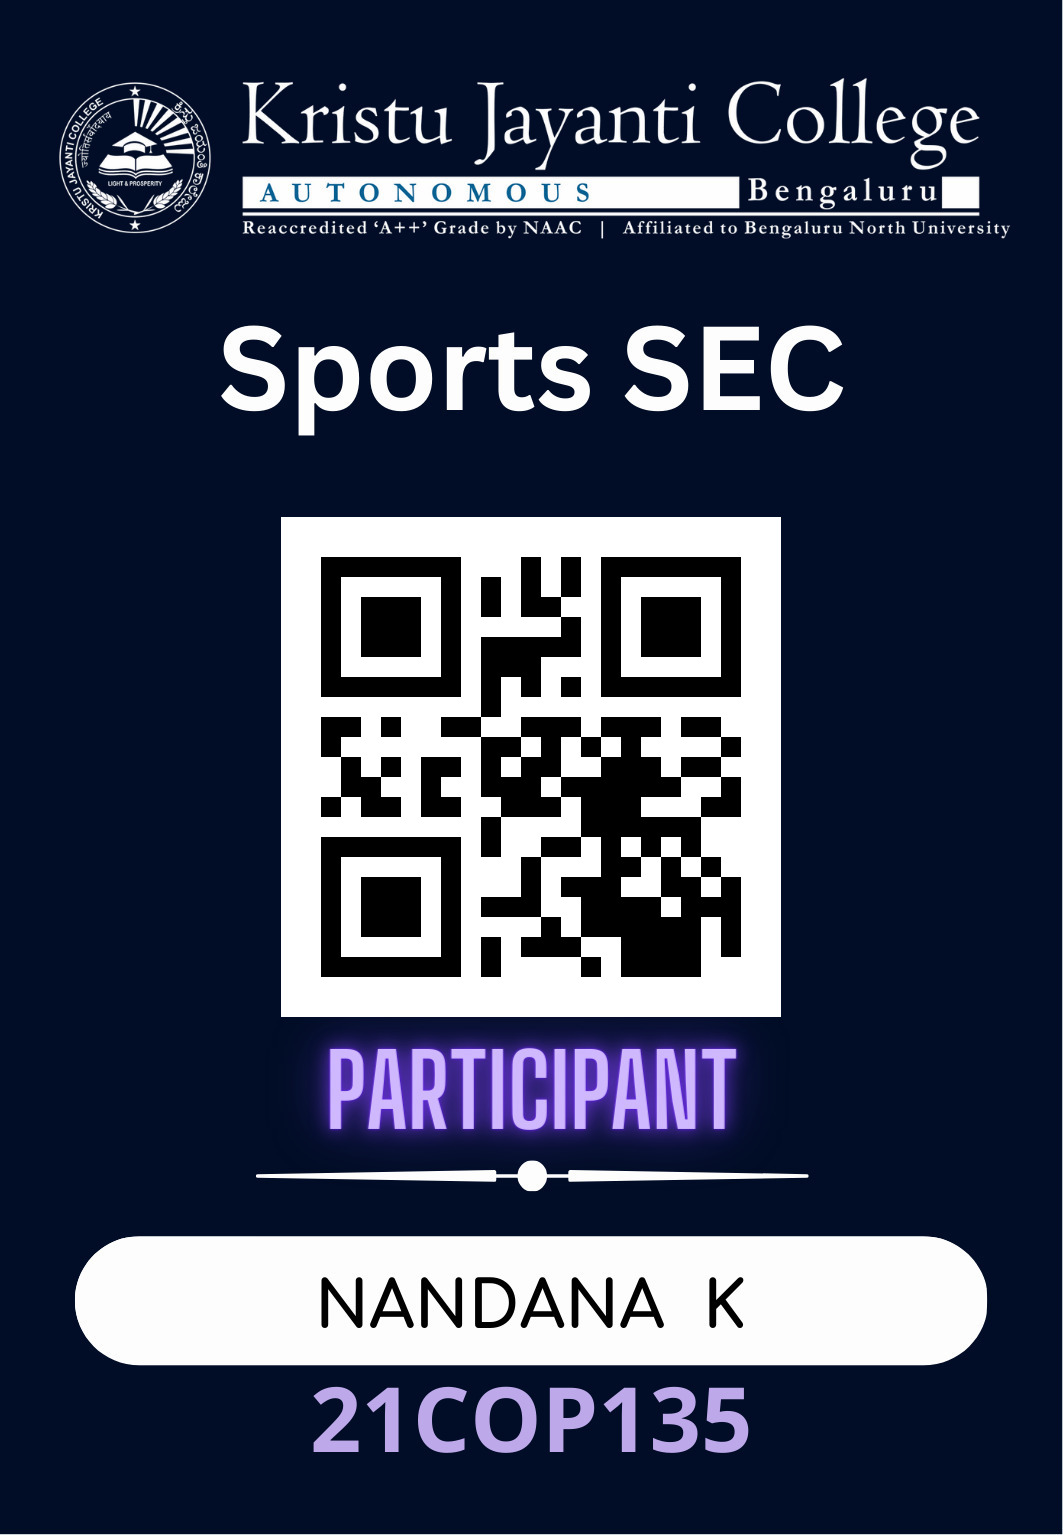 KRISTU JAYANTI COLLEGE
LIGHT & PROSPERITY
Kristu Jayanti College
AUTONOMOUS Bengaluru
Reaccredited ‘A++’ Grade by NAAC | Affiliated to Bengaluru North University
Sports SEC
PARTICIPANT
NANDANA K
21COP135